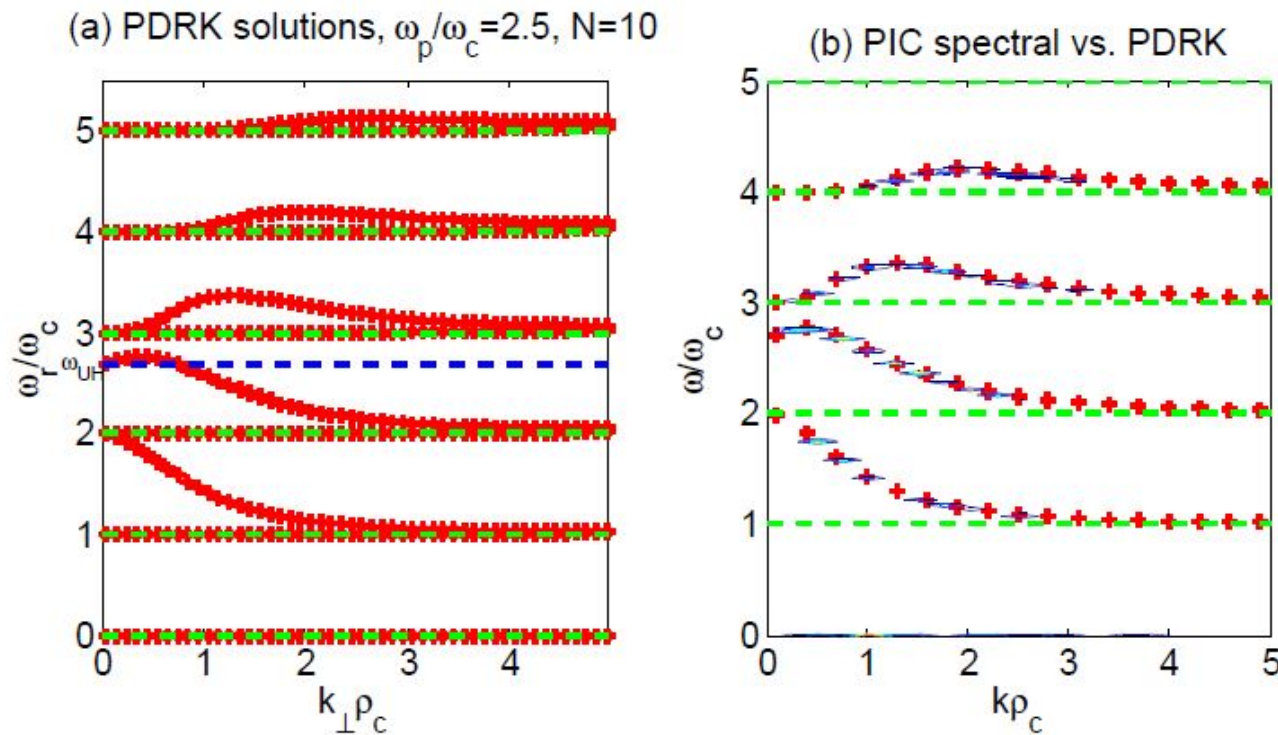 (a) PDRK solutions, ω_p/ω_c=2.5, N=10
5
4
3
ω_UH
2
1
0
ω_r/ω_c
0 1 2 3 4
k_⊥ρ_c
(b) PIC spectral vs. PDRK
5
4
3
2
1
0
ω/ω_c
0 1 2 3 4 5
kρ_c